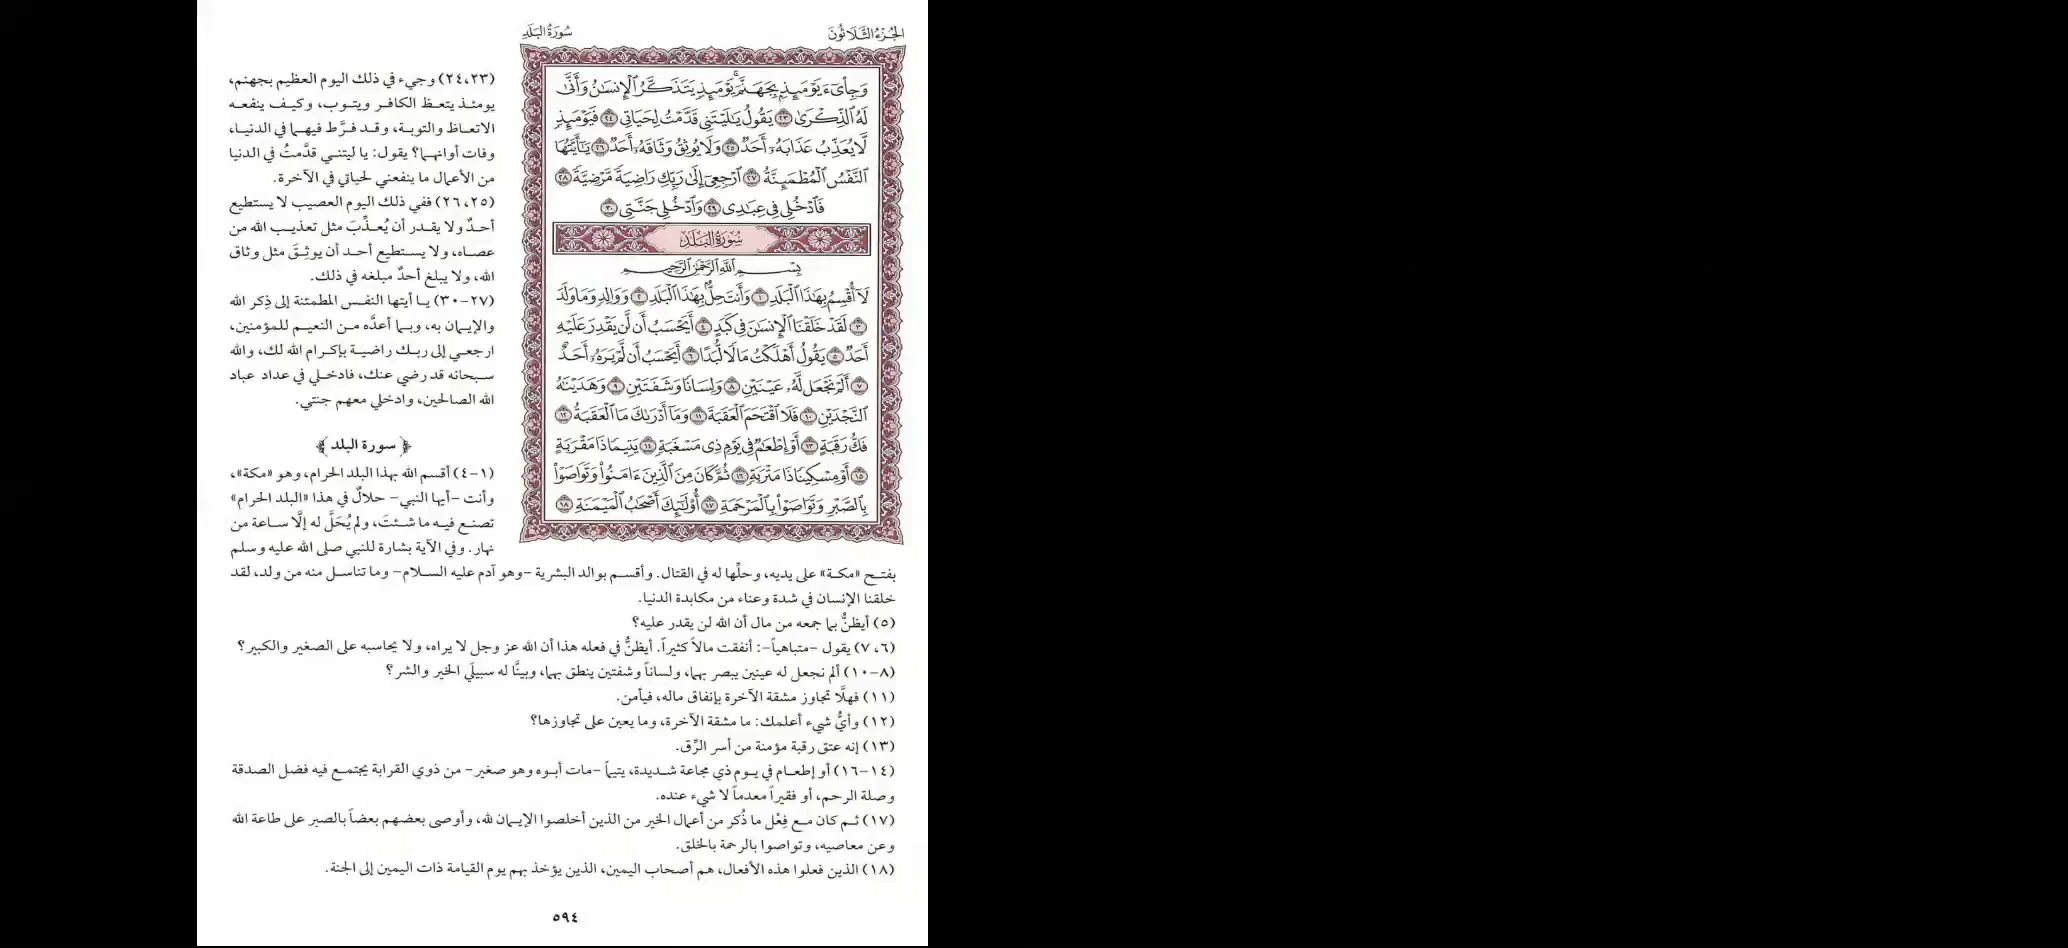 الجزء الثلاثون
سورة البلد
وَجِاْىٓءَ يَوْمَئِذٍۭ بِجَهَنَّمَۚ يَوْمَئِذٍ يَتَذَكَّرُ ٱلْإِنسَٰنُ وَأَنَّىٰ
لَهُ ٱلذِّكْرَىٰ ٢٣ يَقُولُ يَٰلَيْتَنِى قَدَّمْتُ لِحَيَاتِى ٢٤ فَيَوْمَئِذٍ
لَّا يُعَذِّبُ عَذَابَهُۥٓ أَحَدٌ ٢٥ وَلَا يُوثِقُ وَثَاقَهُۥٓ أَحَدٌ ٢٦ يَٰٓأَيَّتُهَا
ٱلنَّفْسُ ٱلْمُطْمَئِنَّةُ ٢٧ ٱرْجِعِىٓ إِلَىٰ رَبِّكِ رَاضِيَةً مَّرْضِيَّةً ٢٨
فَٱدْخُلِى فِى عِبَٰدِى ٢٩ وَٱدْخُلِى جَنَّتِى ٣٠
سُورَةُ البَلَدِ
بِسْمِ ٱللَّهِ ٱلرَّحْمَٰنِ ٱلرَّحِيمِ
لَآ أُقْسِمُ بِهَٰذَا ٱلْبَلَدِ ١ وَأَنتَ حِلٌّۢ بِهَٰذَا ٱلْبَلَدِ ٢ وَوَالِدٍ وَمَا وَلَدَ
٣ لَقَدْ خَلَقْنَا ٱلْإِنسَٰنَ فِى كَبَدٍ ٤ أَيَحْسَبُ أَن لَّن يَقْدِرَ عَلَيْهِ
أَحَدٌ ٥ يَقُولُ أَهْلَكْتُ مَالًا لُّبَدًا ٦ أَيَحْسَبُ أَن لَّمْ يَرَهُۥٓ أَحَدٌ
٧ أَلَمْ نَجْعَل لَّهُۥ عَيْنَيْنِ ٨ وَلِسَانًا وَشَفَتَيْنِ ٩ وَهَدَيْنَٰهُ
ٱلنَّجْدَيْنِ ١٠ فَلَا ٱقْتَحَمَ ٱلْعَقَبَةَ ١١ وَمَآ أَدْرَىٰكَ مَا ٱلْعَقَبَةُ ١٢
فَكُّ رَقَبَةٍ ١٣ أَوْ إِطْعَٰمٌ فِى يَوْمٍ ذِى مَسْغَبَةٍ ١٤ يَتِيمًا ذَا مَقْرَبَةٍ
١٥ أَوْ مِسْكِينًا ذَا مَتْرَبَةٍ ١٦ ثُمَّ كَانَ مِنَ ٱلَّذِينَ ءَامَنُوا۟ وَتَوَاصَوْا۟
بِٱلصَّبْرِ وَتَوَاصَوْا۟ بِٱلْمَرْحَمَةِ ١٧ أُو۟لَٰٓئِكَ أَصْحَٰبُ ٱلْمَيْمَنَةِ ١٨
(٢٣،٢٤) وجيء في ذلك اليوم العظيم بجهنم،
يومئذ يتعظ الكافر ويتوب، وكيف ينفعه
الاتعاظ والتوبة، وقد فرَّط فيهما في الدنيا،
وفات أوانهما؟ يقول: يا ليتني قدَّمتُ في الدنيا
من الأعمال ما ينفعني لحياتي في الآخرة.
(٢٥، ٢٦) ففي ذلك اليوم العصيب لا يستطيع
أحدٌ ولا يقدر أن يُعذِّبَ مثل تعذيب الله من
عصاه، ولا يستطيع أحد أن يوثِقَ مثل وثاق
الله، ولا يبلغ أحدٌ مبلغه في ذلك.
(٢٧-٣٠) يا أيتها النفس المطمئنة إلى ذِكر الله
والإيمان به، وبما أعدَّه من النعيم للمؤمنين،
ارجعي إلى ربك راضية بإكرام الله لك، والله
سبحانه قد رضي عنك، فادخلي في عداد عباد
الله الصالحين، وادخلي معهم جنتي.
﴿ سورة البلد ﴾
(١-٤) أقسم الله بهذا البلد الحرام، وهو «مكة»،
وأنت -أيها النبي- حلالٌ في هذا «البلد الحرام»
تصنع فيه ما شئتَ، ولم يُحَلَّ له إلَّا ساعة من
نهار. وفي الآية بشارة للنبي صلى الله عليه وسلم
بفتح «مكة» على يديه، وحلِّها له في القتال. وأقسم بوالد البشرية -وهو آدم عليه السلام- وما تناسل منه من ولد، لقد
خلقنا الإنسان في شدة وعناء من مكابدة الدنيا.
(٥) أيظنُّ بما جمعه من مال أن الله لن يقدر عليه؟
(٦، ٧) يقول -متباهياً-: أنفقت مالاً كثيراً. أيظنُّ في فعله هذا أن الله عز وجل لا يراه، ولا يحاسبه على الصغير والكبير؟
(٨-١٠) ألم نجعل له عينين يبصر بهما، ولساناً وشفتين ينطق بهما، وبينَّا له سبيلَي الخير والشر؟
(١١) فهلَّا تجاوز مشقة الآخرة بإنفاق ماله، فيأمن.
(١٢) وأيُّ شيء أعلمك: ما مشقة الآخرة، وما يعين على تجاوزها؟
(١٣) إنه عتق رقبة مؤمنة من أسر الرِّق.
(١٤-١٦) أو إطعام في يوم ذي مجاعة شديدة، يتيماً -مات أبوه وهو صغير- من ذوي القرابة يجتمع فيه فضل الصدقة
وصلة الرحم، أو فقيراً معدماً لا شيء عنده.
(١٧) ثم كان مع فِعْل ما ذُكر من أعمال الخير من الذين أخلصوا الإيمان لله، وأوصى بعضهم بعضاً بالصبر على طاعة الله
وعن معاصيه، وتواصوا بالرحمة بالخلق.
(١٨) الذين فعلوا هذه الأفعال، هم أصحاب اليمين، الذين يؤخذ بهم يوم القيامة ذات اليمين إلى الجنة.
٥٩٤